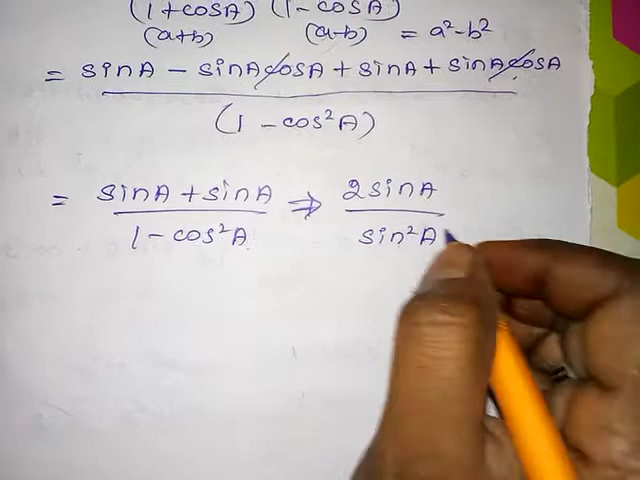 (1+cosA) (1-cosA)
(a+b) (a-b) = a²-b²
= sinA - sinAcosA + sinA + sinAcosA
(1 - cos²A)
= sinA + sinA ⇒ 2sinA
1 - cos²A sin²A